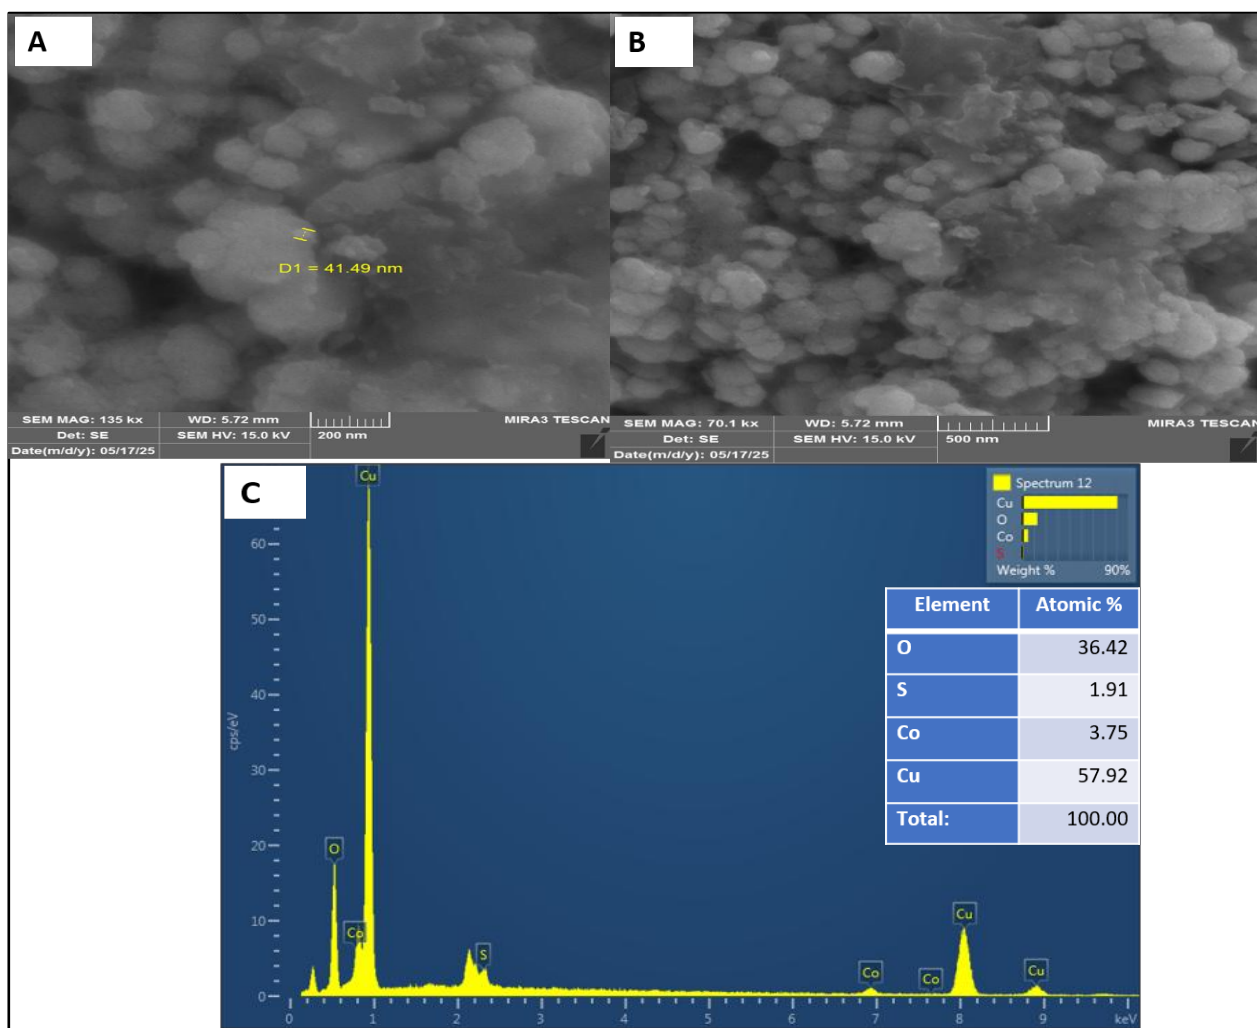 A
D1 = 41.49 nm
SEM MAG: 135 kx
WD: 5.72 mm
MIRA3 TESCAN
Det: SE
SEM HV: 15.0 kV
200 nm
Date(m/d/y): 05/17/25
B
SEM MAG: 70.1 kx
WD: 5.72 mm
MIRA3 TESCAN
Det: SE
SEM HV: 15.0 kV
500 nm
Date(m/d/y): 05/17/25
C
Cu
Spectrum 12
Cu
O
Co
S
Weight %
90%
Element Atomic %
O 36.42
S 1.91
Co 3.75
Cu 57.92
Total: 100.00
cps/eV
60
50
40
30
20
10
0
O
Co
S
Co
Co
Cu
Cu
0 1 2 3 4 5 6 7 8 9 keV